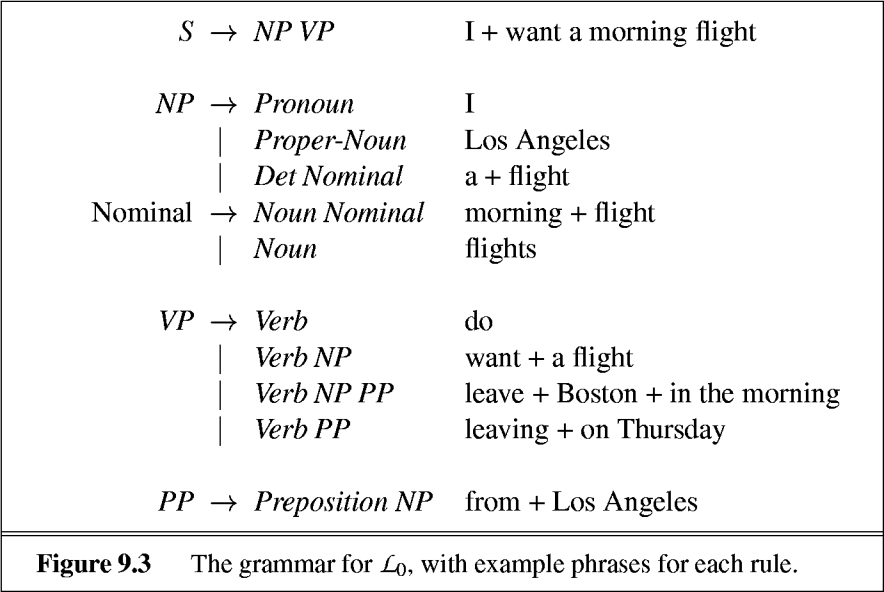 S → NP VP I + want a morning flight
NP → Pronoun I
| Proper-Noun Los Angeles
| Det Nominal a + flight
Nominal → Noun Nominal morning + flight
| Noun flights
VP → Verb do
| Verb NP want + a flight
| Verb NP PP leave + Boston + in the morning
| Verb PP leaving + on Thursday
PP → Preposition NP from + Los Angeles
Figure 9.3 The grammar for ℒ₀, with example phrases for each rule.